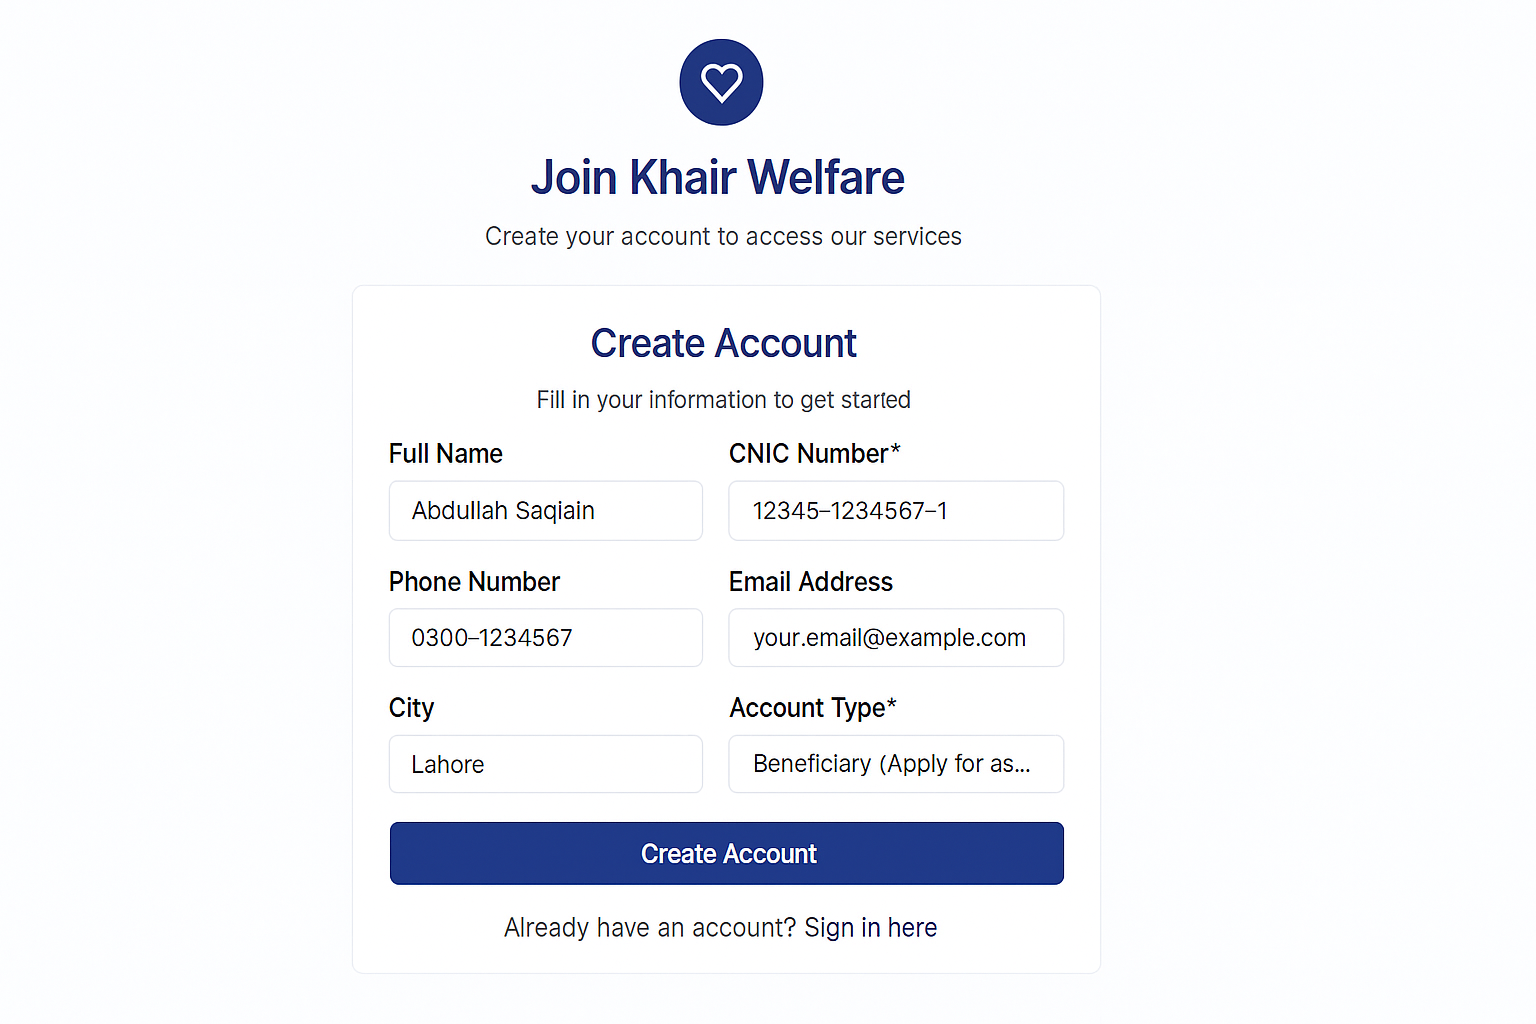 Join Khair Welfare
Create your account to access our services
Create Account
Fill in your information to get started
Full Name
CNIC Number*
Abdullah Saqiain
12345–1234567–1
Phone Number
Email Address
0300–1234567
your.email@example.com
City
Account Type*
Lahore
Beneficiary (Apply for as...
Create Account
Already have an account? Sign in here